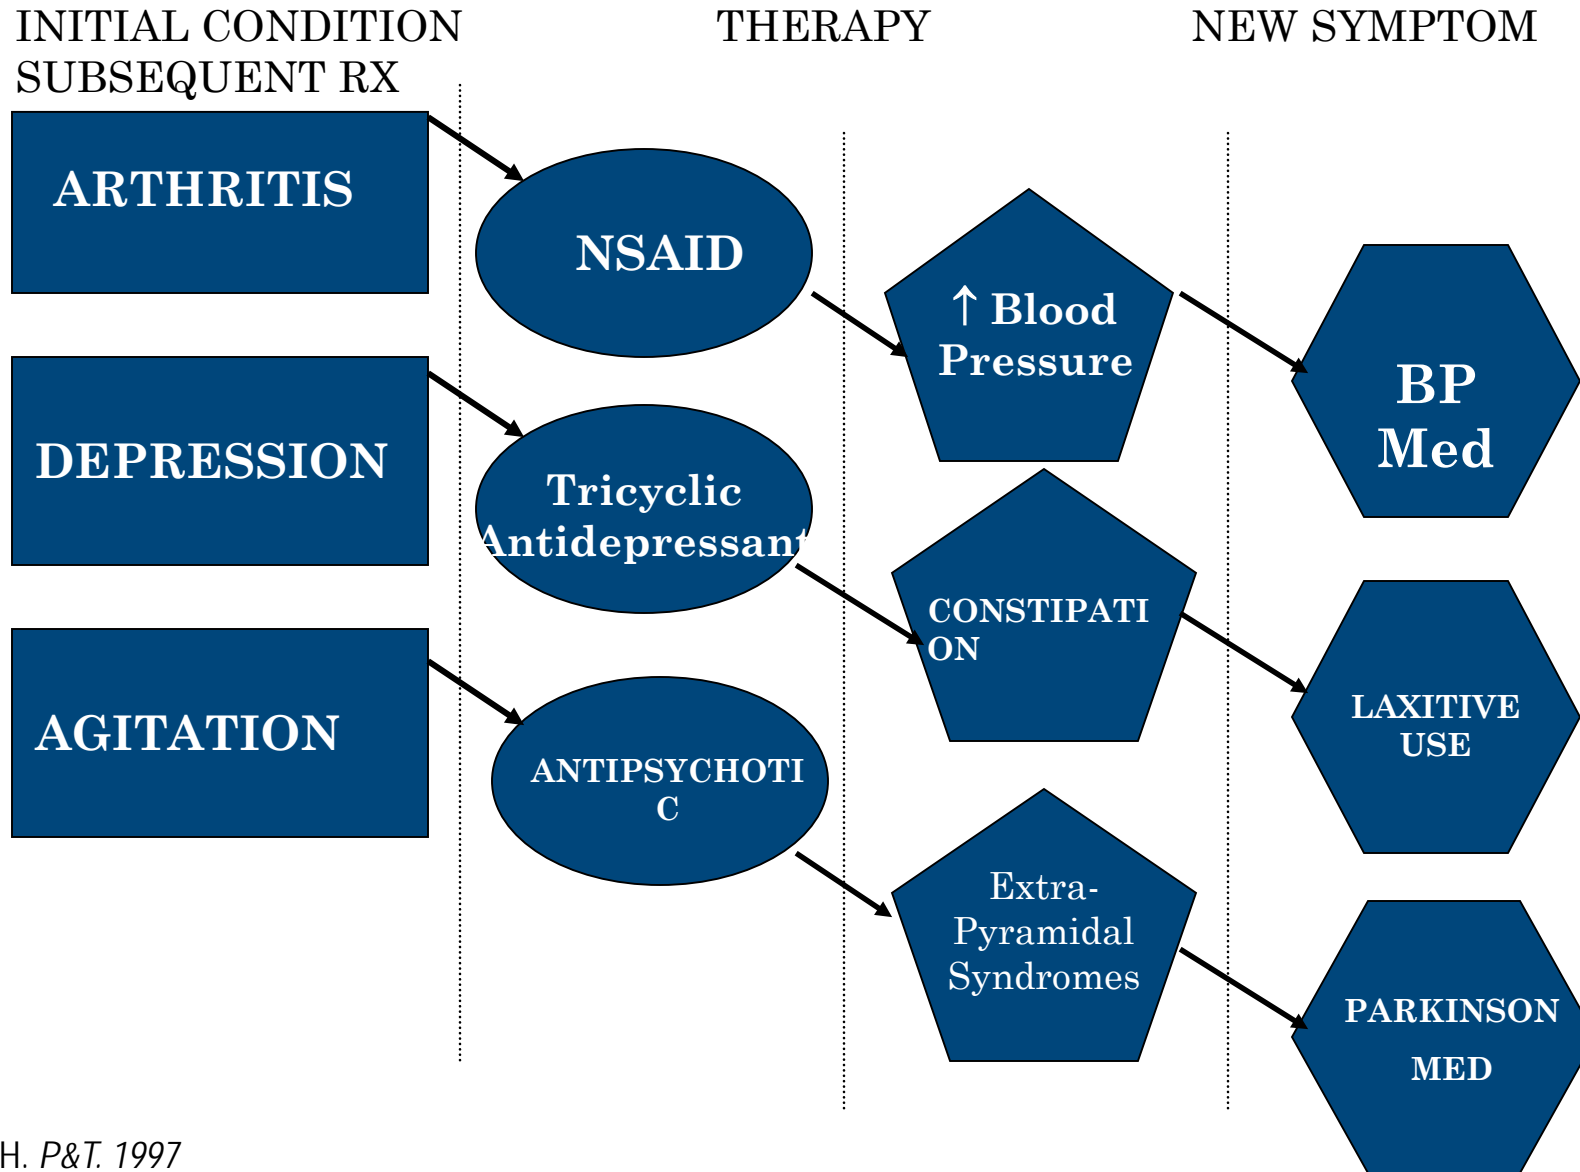 INITIAL CONDITION THERAPY NEW SYMPTOM
SUBSEQUENT RX
ARTHRITIS
NSAID
↑ Blood
Pressure
BP
Med
DEPRESSION
Tricyclic
Antidepressant
CONSTIPATI
ON
LAXITIVE
USE
AGITATION
ANTIPSYCHOTI
C
Extra-
Pyramidal
Syndromes
PARKINSON
MED
H. P&T. 1997